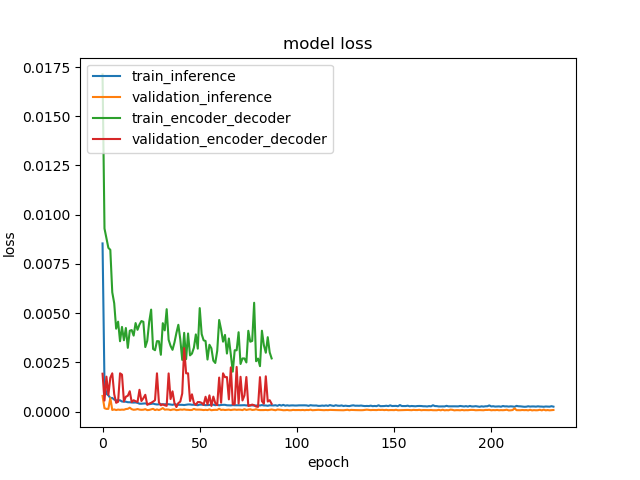 model loss
train_inference
validation_inference
train_encoder_decoder
validation_encoder_decoder
loss
0.0175
0.0150
0.0125
0.0100
0.0075
0.0050
0.0025
0.0000
0 50 100 150 200
epoch